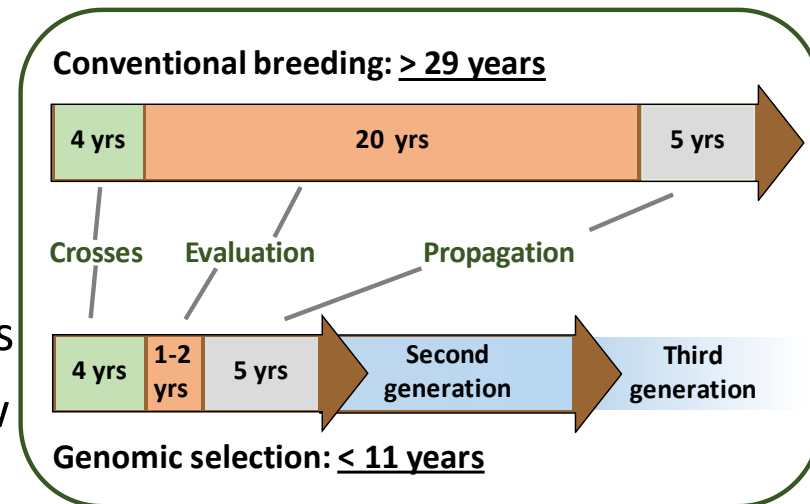 Conventional breeding: > 29 years
4 yrs
20 yrs
5 yrs
Crosses
Evaluation
Propagation
s
4 yrs
1-2
yrs
5 yrs
Second
generation
Third
generation
Genomic selection: < 11 years